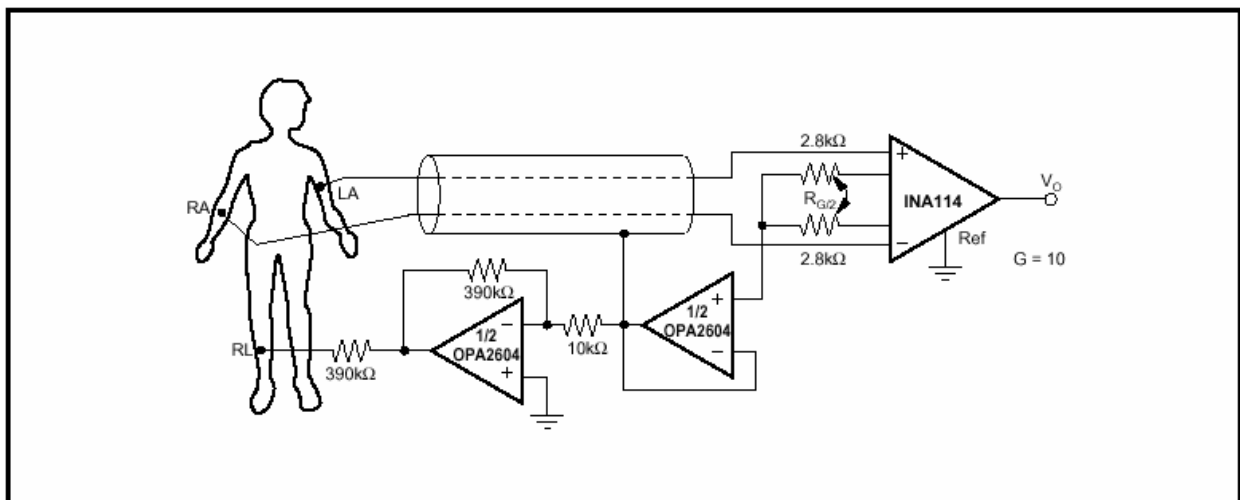 2.8kΩ
LA
RA
R_G/2
+
INA114
−
V_O
Ref
G = 10
2.8kΩ
390kΩ
1/2
OPA2604
+
−
10kΩ
1/2
OPA2604
−
+
RL
390kΩ